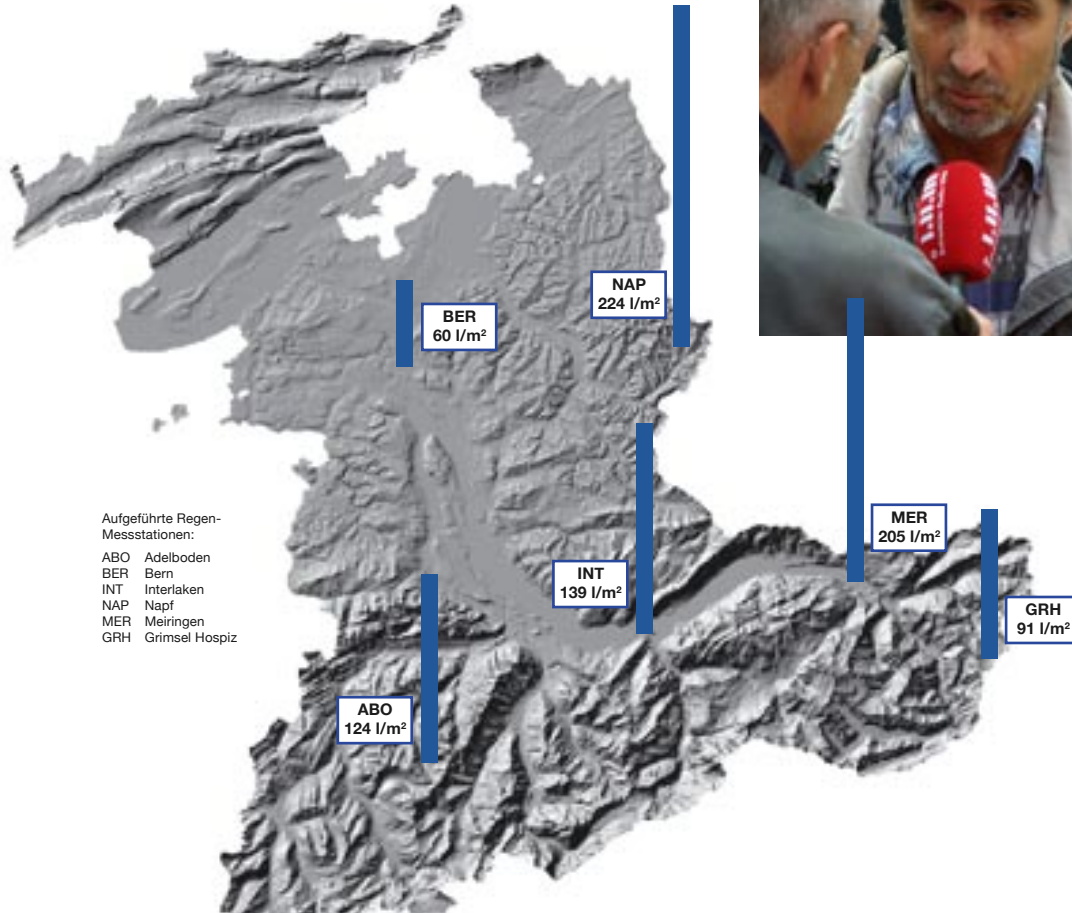 NAP
224 l/m²
BER
60 l/m²
MER
205 l/m²
Aufgeführte Regen-
Messstationen:
ABO Adelboden
BER Bern
INT Interlaken
NAP Napf
MER Meiringen
GRH Grimsel Hospiz
INT
139 l/m²
GRH
91 l/m²
ABO
124 l/m²